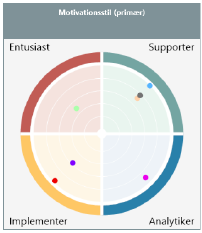 Motivationsstil (primær)
Entusiast Supporter
Implementer Analytiker